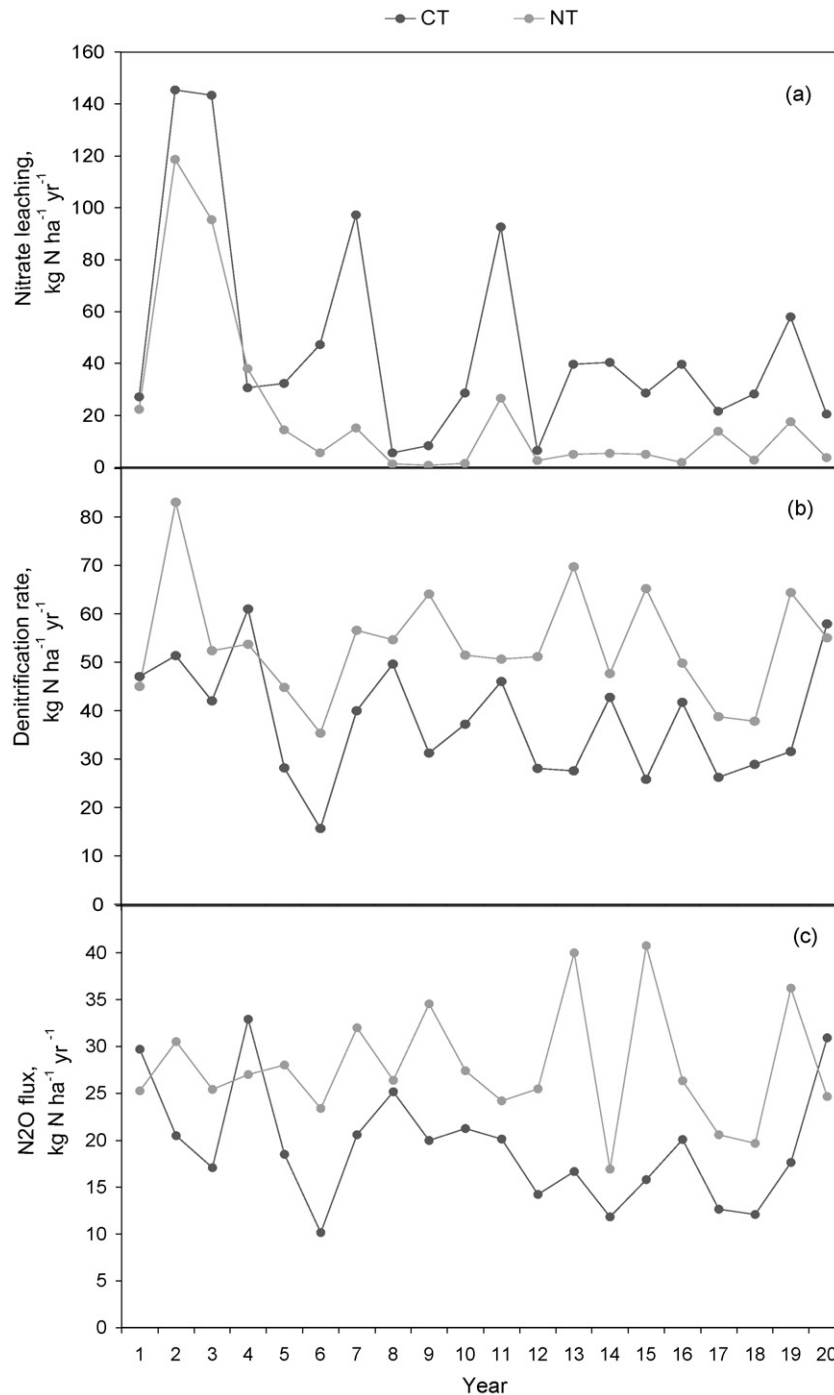 CT NT
(a)
Nitrate leaching,
kg N ha⁻¹ yr⁻¹
160
140
120
100
80
60
40
20
0
(b)
Denitrification rate,
kg N ha⁻¹ yr⁻¹
80
70
60
50
40
30
20
10
0
(c)
N2O flux,
kg N ha⁻¹ yr⁻¹
40
35
30
25
20
15
10
5
0
1 2 3 4 5 6 7 8 9 10 11 12 13 14 15 16 17 18 19 20
Year